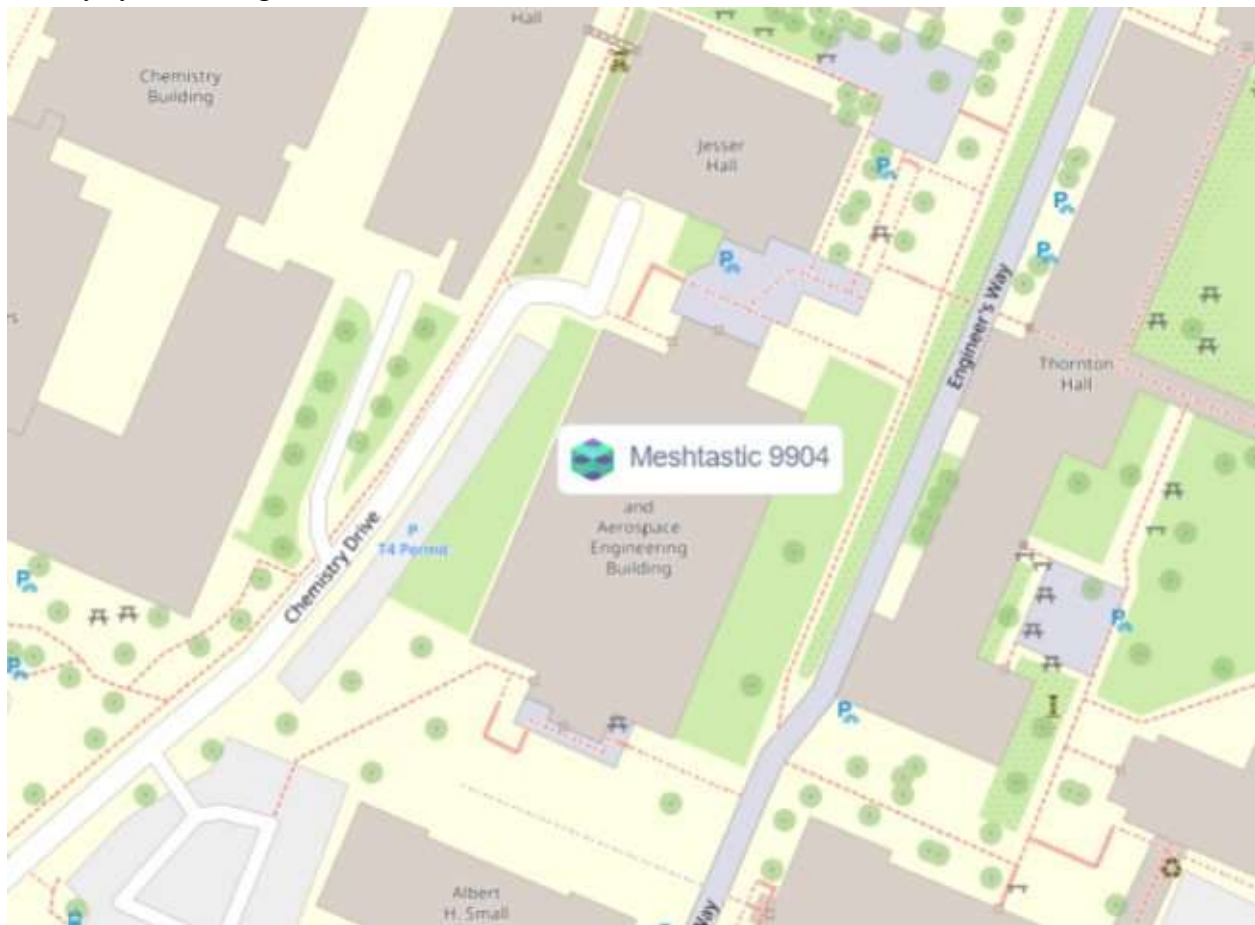 Hall
Chemistry
Building
Jesser
Hall
Engineer's Way
Thornton
Hall
Meshtastic 9904
and
Aerospace
Engineering
Building
P
T4 Permit
Chemistry Drive
Albert
H. Small
Way